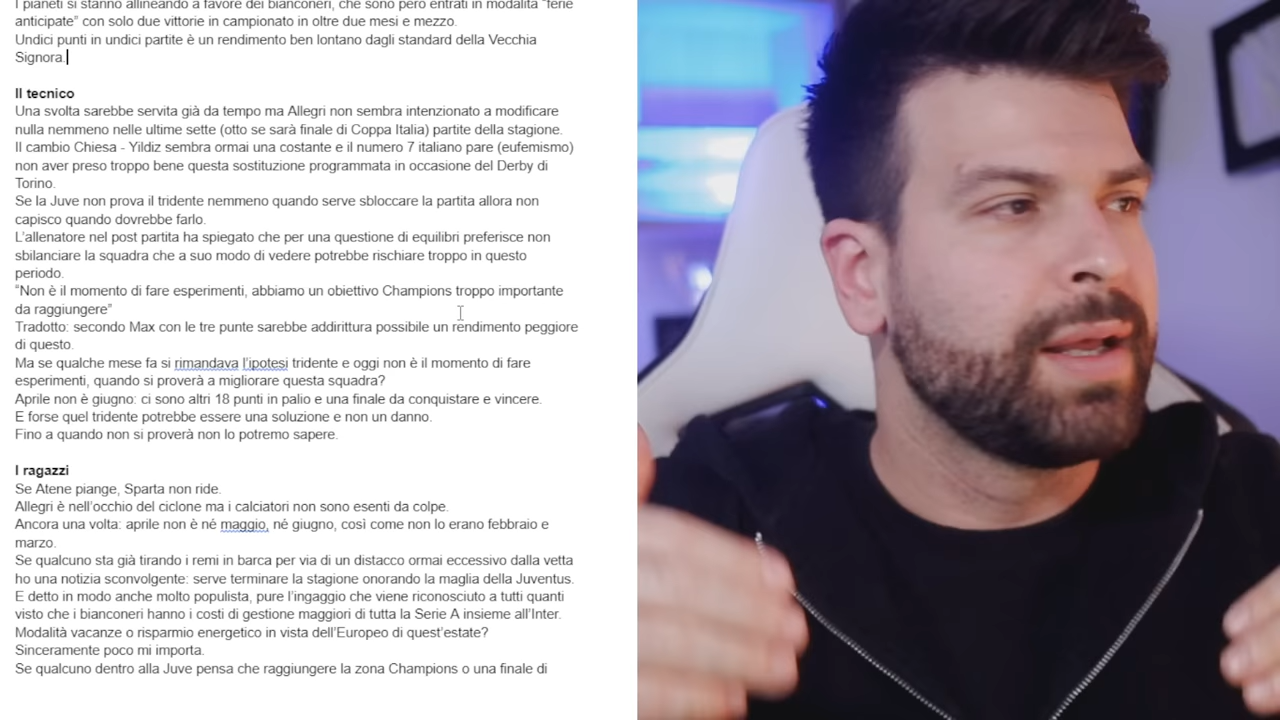 I pianeti si stanno allineando a favore dei bianconeri, che sono però entrati in modalità “ferie
anticipate” con solo due vittorie in campionato in oltre due mesi e mezzo.
Undici punti in undici partite è un rendimento ben lontano dagli standard della Vecchia
Signora.
Il tecnico
Una svolta sarebbe servita già da tempo ma Allegri non sembra intenzionato a modificare
nulla nemmeno nelle ultime sette (otto se sarà finale di Coppa Italia) partite della stagione.
Il cambio Chiesa - Yildiz sembra ormai una costante e il numero 7 italiano pare (eufemismo)
non aver preso troppo bene questa sostituzione programmata in occasione del Derby di
Torino.
Se la Juve non prova il tridente nemmeno quando serve sbloccare la partita allora non
capisco quando dovrebbe farlo.
L’allenatore nel post partita ha spiegato che per una questione di equilibri preferisce non
sbilanciare la squadra che a suo modo di vedere potrebbe rischiare troppo in questo
periodo.
“Non è il momento di fare esperimenti, abbiamo un obiettivo Champions troppo importante
da raggiungere”
Tradotto: secondo Max con le tre punte sarebbe addirittura possibile un rendimento peggiore
di questo.
Ma se qualche mese fa si rimandava l’ipotesi tridente e oggi non è il momento di fare
esperimenti, quando si proverà a migliorare questa squadra?
Aprile non è giugno: ci sono altri 18 punti in palio e una finale da conquistare e vincere.
E forse quel tridente potrebbe essere una soluzione e non un danno.
Fino a quando non si proverà non lo potremo sapere.
I ragazzi
Se Atene piange, Sparta non ride.
Allegri è nell’occhio del ciclone ma i calciatori non sono esenti da colpe.
Ancora una volta: aprile non è né maggio, né giugno, così come non lo erano febbraio e
marzo.
Se qualcuno sta già tirando i remi in barca per via di un distacco ormai eccessivo dalla vetta
ho una notizia sconvolgente: serve terminare la stagione onorando la maglia della Juventus.
E detto in modo anche molto populista, pure l’ingaggio che viene riconosciuto a tutti quanti
visto che i bianconeri hanno i costi di gestione maggiori di tutta la Serie A insieme all’Inter.
Modalità vacanze o risparmio energetico in vista dell’Europeo di quest’estate?
Sinceramente poco mi importa.
Se qualcuno dentro alla Juve pensa che raggiungere la zona Champions o una finale di